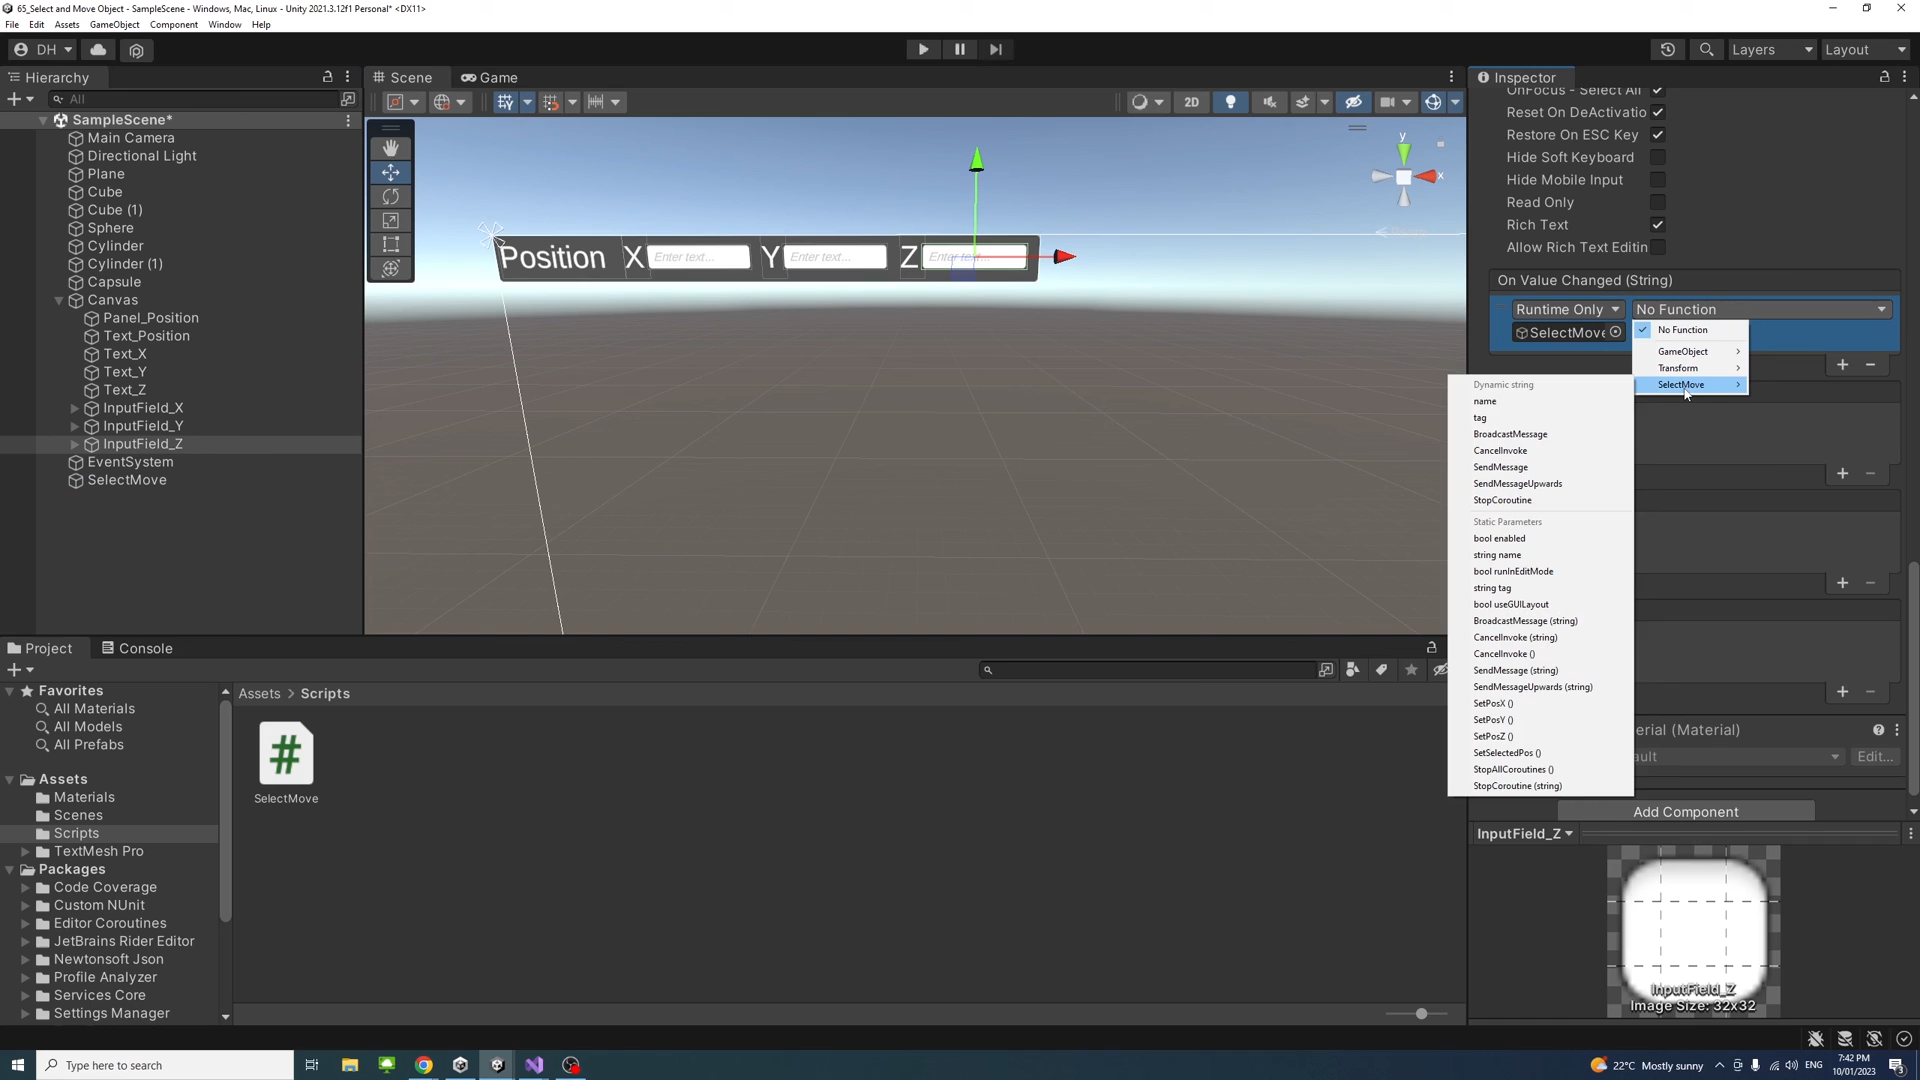 65_Select and Move Object - SampleScene - Windows, Mac, Linux - Unity 2021.3.12f1 Personal* <DX11>
File Edit Assets GameObject Component Window Help
DH
Layers
Layout
Hierarchy
All
SampleScene*
Main Camera
Directional Light
Plane
Cube
Cube (1)
Sphere
Cylinder
Cylinder (1)
Capsule
Canvas
Panel_Position
Text_Position
Text_X
Text_Y
Text_Z
InputField_X
InputField_Y
InputField_Z
EventSystem
SelectMove
Scene Game
2D
y
x
Position X Enter text... Y Enter text... Z
Inspector
OnFocus - Select All
Reset On DeActivatio
Restore On ESC Key
Hide Soft Keyboard
Hide Mobile Input
Read Only
Rich Text
Allow Rich Text Editin
On Value Changed (String)
Runtime Only No Function
SelectMove
No Function
GameObject
Transform
SelectMove
Dynamic string
name
tag
BroadcastMessage
CancelInvoke
SendMessage
SendMessageUpwards
StopCoroutine
Static Parameters
bool enabled
string name
bool runInEditMode
string tag
bool useGUILayout
BroadcastMessage (string)
CancelInvoke (string)
CancelInvoke ()
SendMessage (string)
SendMessageUpwards (string)
SetPosX ()
SetPosY ()
SetPosZ ()
SetSelectedPos ()
StopAllCoroutines ()
StopCoroutine (string)
erial (Material)
ault Edit...
Add Component
InputField_Z
InputField_Z
Image Size: 32x32
Project Console
Favorites
All Materials
All Models
All Prefabs
Assets
Materials
Scenes
Scripts
TextMesh Pro
Packages
Code Coverage
Custom NUnit
Editor Coroutines
JetBrains Rider Editor
Newtonsoft Json
Profile Analyzer
Services Core
Settings Manager
Assets > Scripts
#
SelectMove
Type here to search
22°C Mostly sunny
ENG
7:42 PM
10/01/2023
3